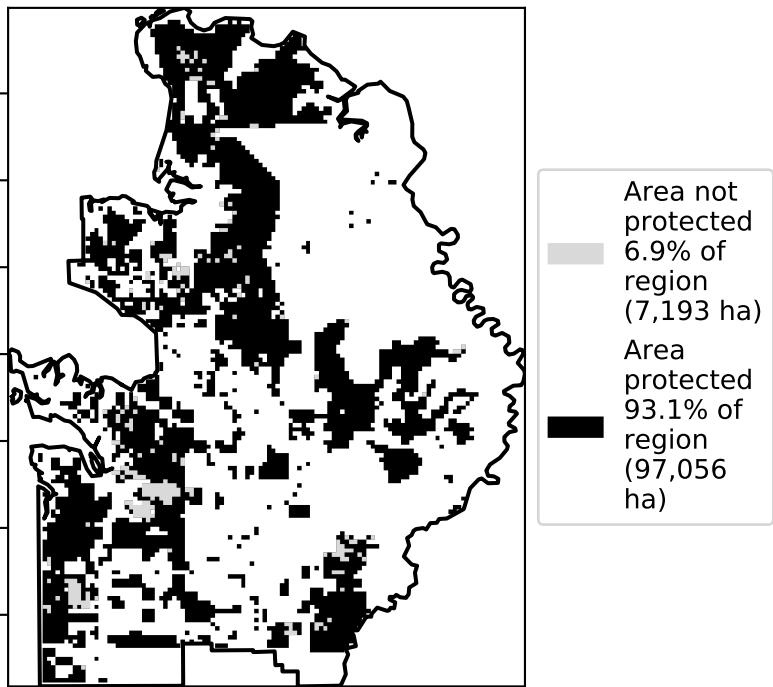 Area not
protected
6.9% of
region
(7,193 ha)
Area
protected
93.1% of
region
(97,056
ha)